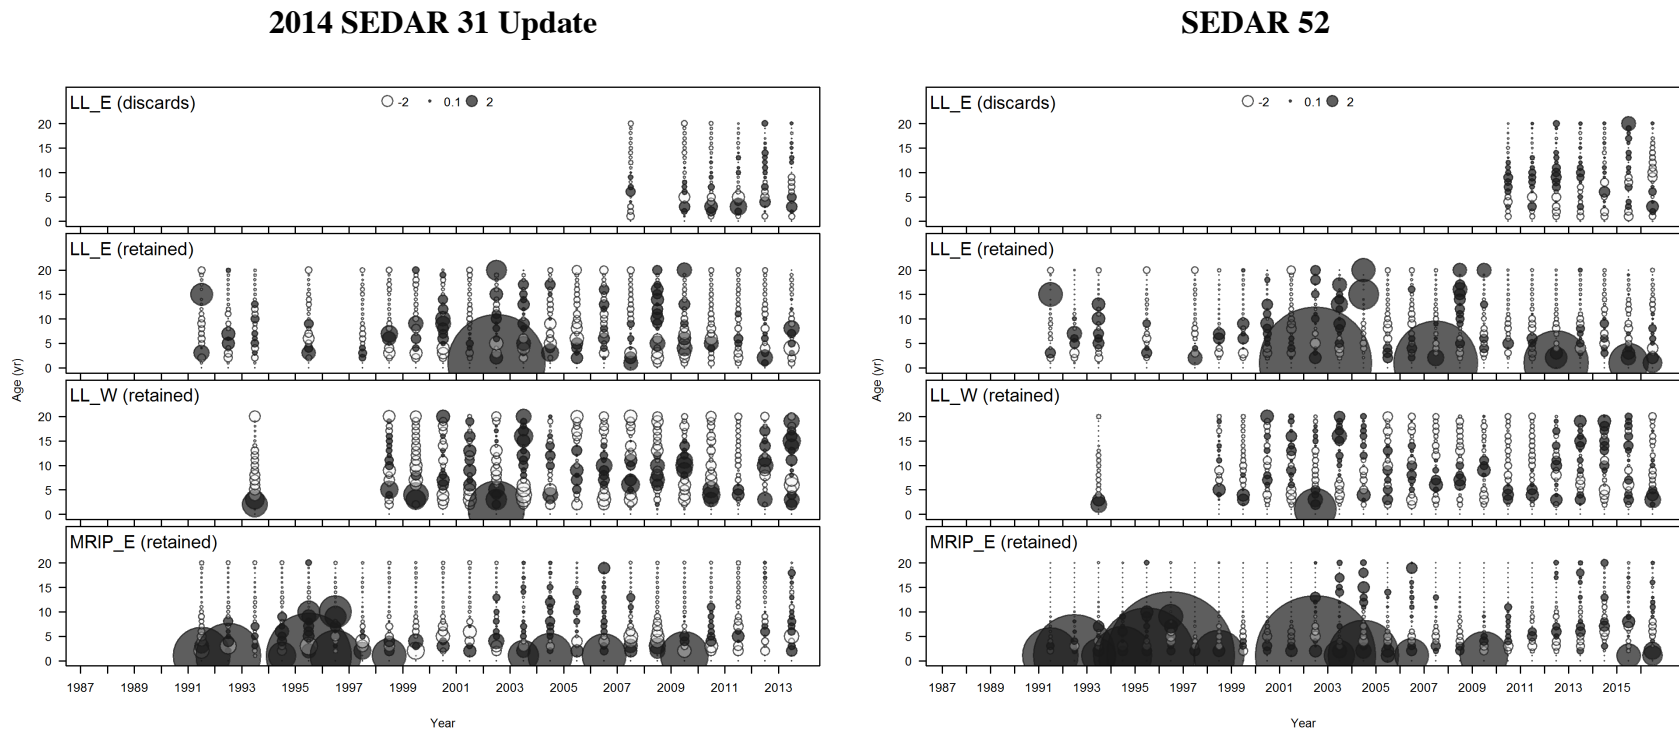 2014 SEDAR 31 Update
SEDAR 52
LL_E (discards)
-2 0.1 2
20
15
10
5
0
LL_E (retained)
20
15
10
5
0
LL_W (retained)
20
15
10
5
0
MRIP_E (retained)
20
15
10
5
0
Age (yr)
1987 1989 1991 1993 1995 1997 1999 2001 2003 2005 2007 2009 2011 2013
Year
LL_E (discards)
-2 0.1 2
20
15
10
5
0
LL_E (retained)
20
15
10
5
0
LL_W (retained)
20
15
10
5
0
MRIP_E (retained)
20
15
10
5
0
Age (yr)
1987 1989 1991 1993 1995 1997 1999 2001 2003 2005 2007 2009 2011 2013 2015
Year